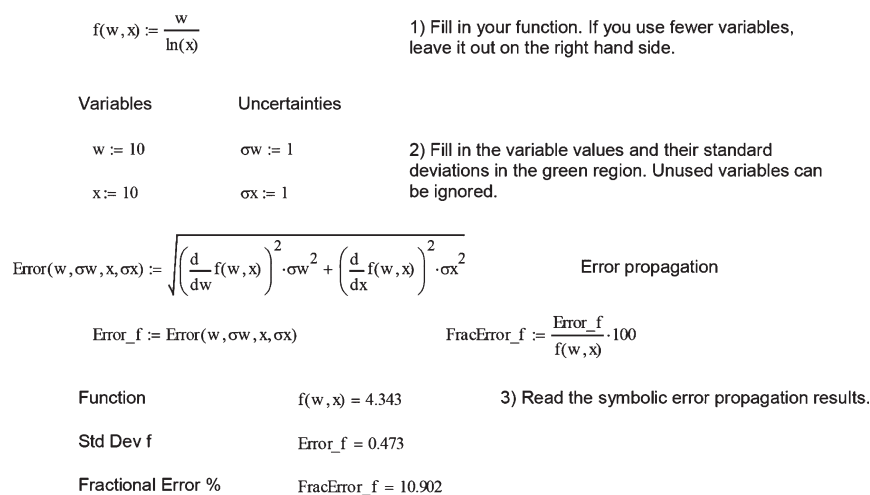 f(w,x) := w/ln(x)
1) Fill in your function. If you use fewer variables,
leave it out on the right hand side.
Variables Uncertainties
w := 10 σw := 1
2) Fill in the variable values and their standard
deviations in the green region. Unused variables can
be ignored.
x := 10 σx := 1
Error(w,σw,x,σx) := √((d/dw f(w,x))²·σw² + (d/dx f(w,x))²·σx²) Error propagation
Error_f := Error(w,σw,x,σx) FracError_f := Error_f/f(w,x)·100
Function f(w,x) = 4.343 3) Read the symbolic error propagation results.
Std Dev f Error_f = 0.473
Fractional Error % FracError_f = 10.902